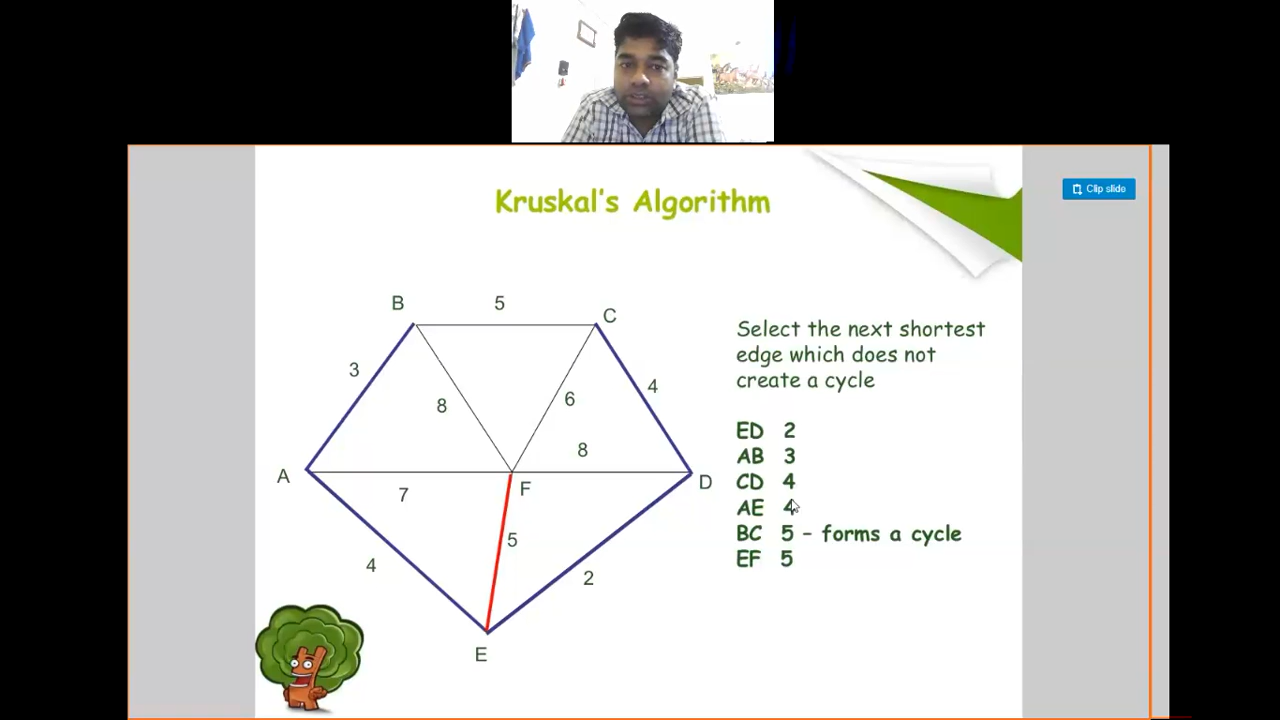 Clip slide
Kruskal's Algorithm
B
5
C
3
8
6
4
8
A
7
F
D
5
4
2
E
Select the next shortest
edge which does not
create a cycle
ED 2
AB 3
CD 4
AE 4
BC 5 – forms a cycle
EF 5